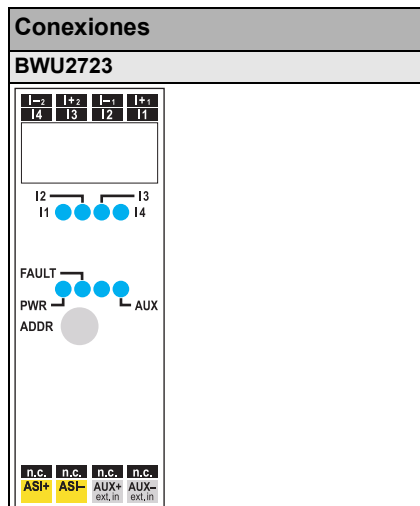 Conexiones
BWU2723
I–2 I+2 I–1 I+1
I4 I3 I2 I1
I2 I3
I1 I4
FAULT
PWR AUX
ADDR
n.c. n.c. n.c. n.c.
ASI+ ASI– AUX+ AUX–
ext,in ext,in